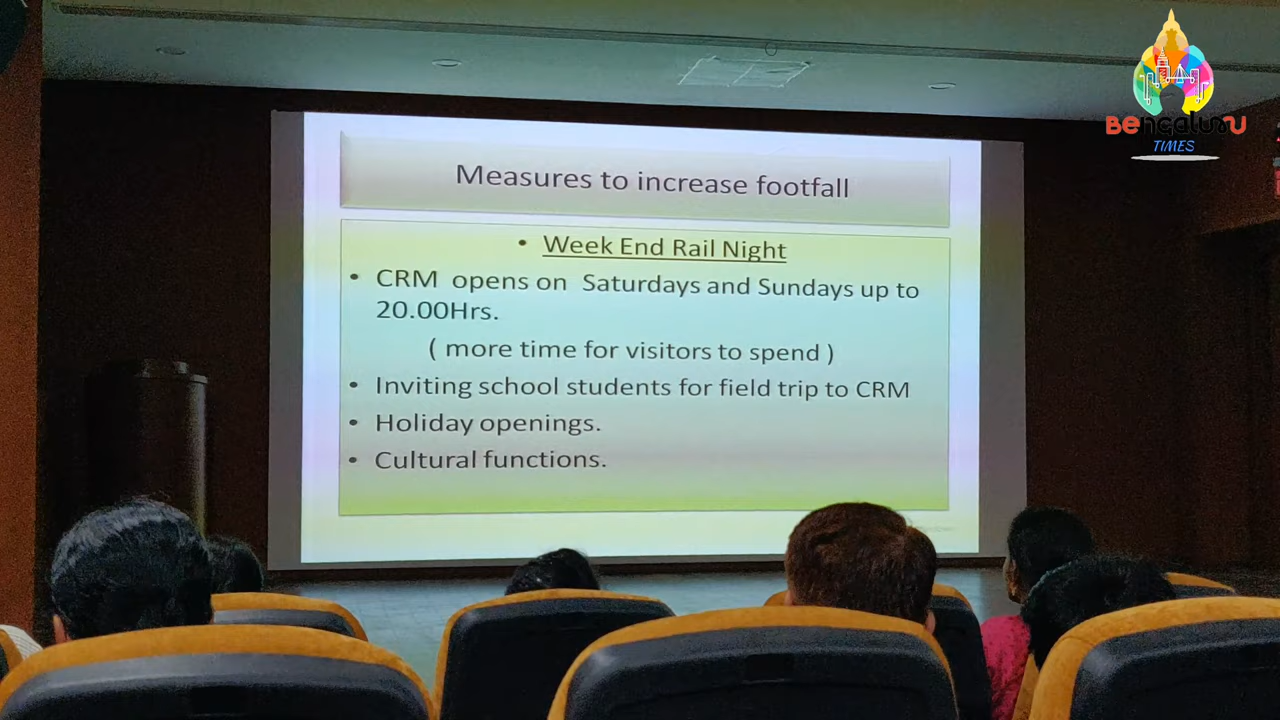 BENGALURU
TIMES
Measures to increase footfall
• Week End Rail Night
• CRM opens on Saturdays and Sundays up to
20.00Hrs.
( more time for visitors to spend )
• Inviting school students for field trip to CRM
• Holiday openings.
• Cultural functions.